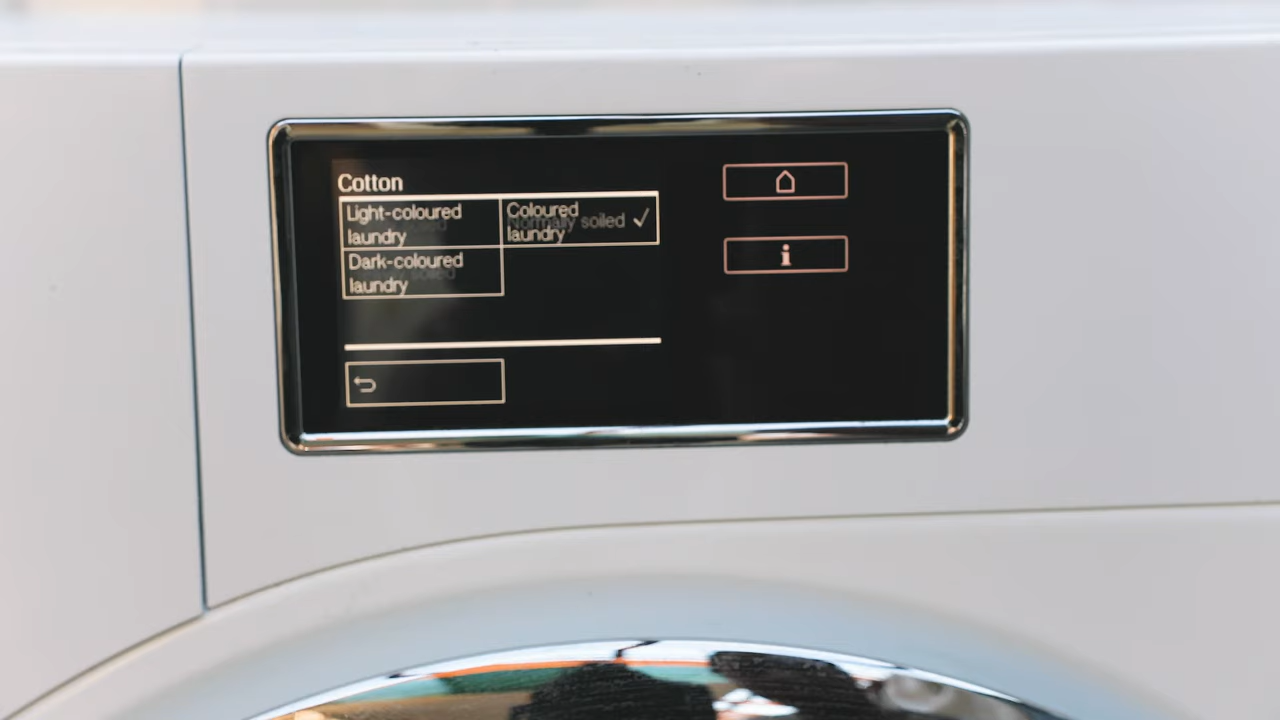 Cotton
Light-coloured
laundry
Coloured
Normally soiled ✓
laundry
Dark-coloured
laundry
i